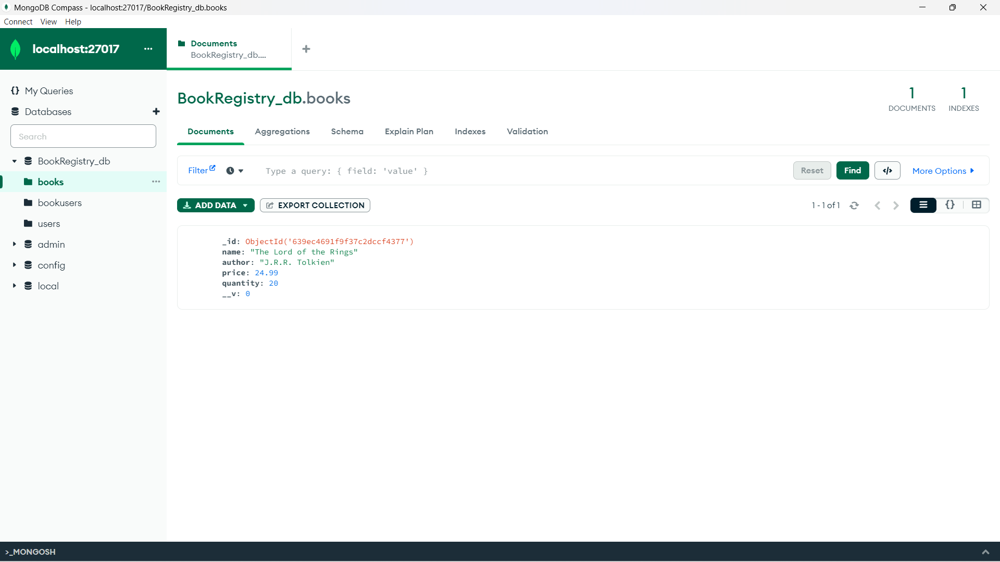 MongoDB Compass - localhost:27017/BookRegistry_db.books
Connect View Help
localhost:27017 ...
Documents
BookRegistry_db....
{} My Queries
Databases
Search
BookRegistry_db
books
bookusers
users
admin
config
local
BookRegistry_db.books
1 DOCUMENTS
1 INDEXES
Documents Aggregations Schema Explain Plan Indexes Validation
Filter Type a query: { field: 'value' } Reset Find </> More Options
ADD DATA EXPORT COLLECTION 1 - 1 of 1 {}
_id: ObjectId('639ec4691f9f37c2dccf4377')
name: "The Lord of the Rings"
author: "J.R.R. Tolkien"
price: 24.99
quantity: 20
__v: 0
>_MONGOSH